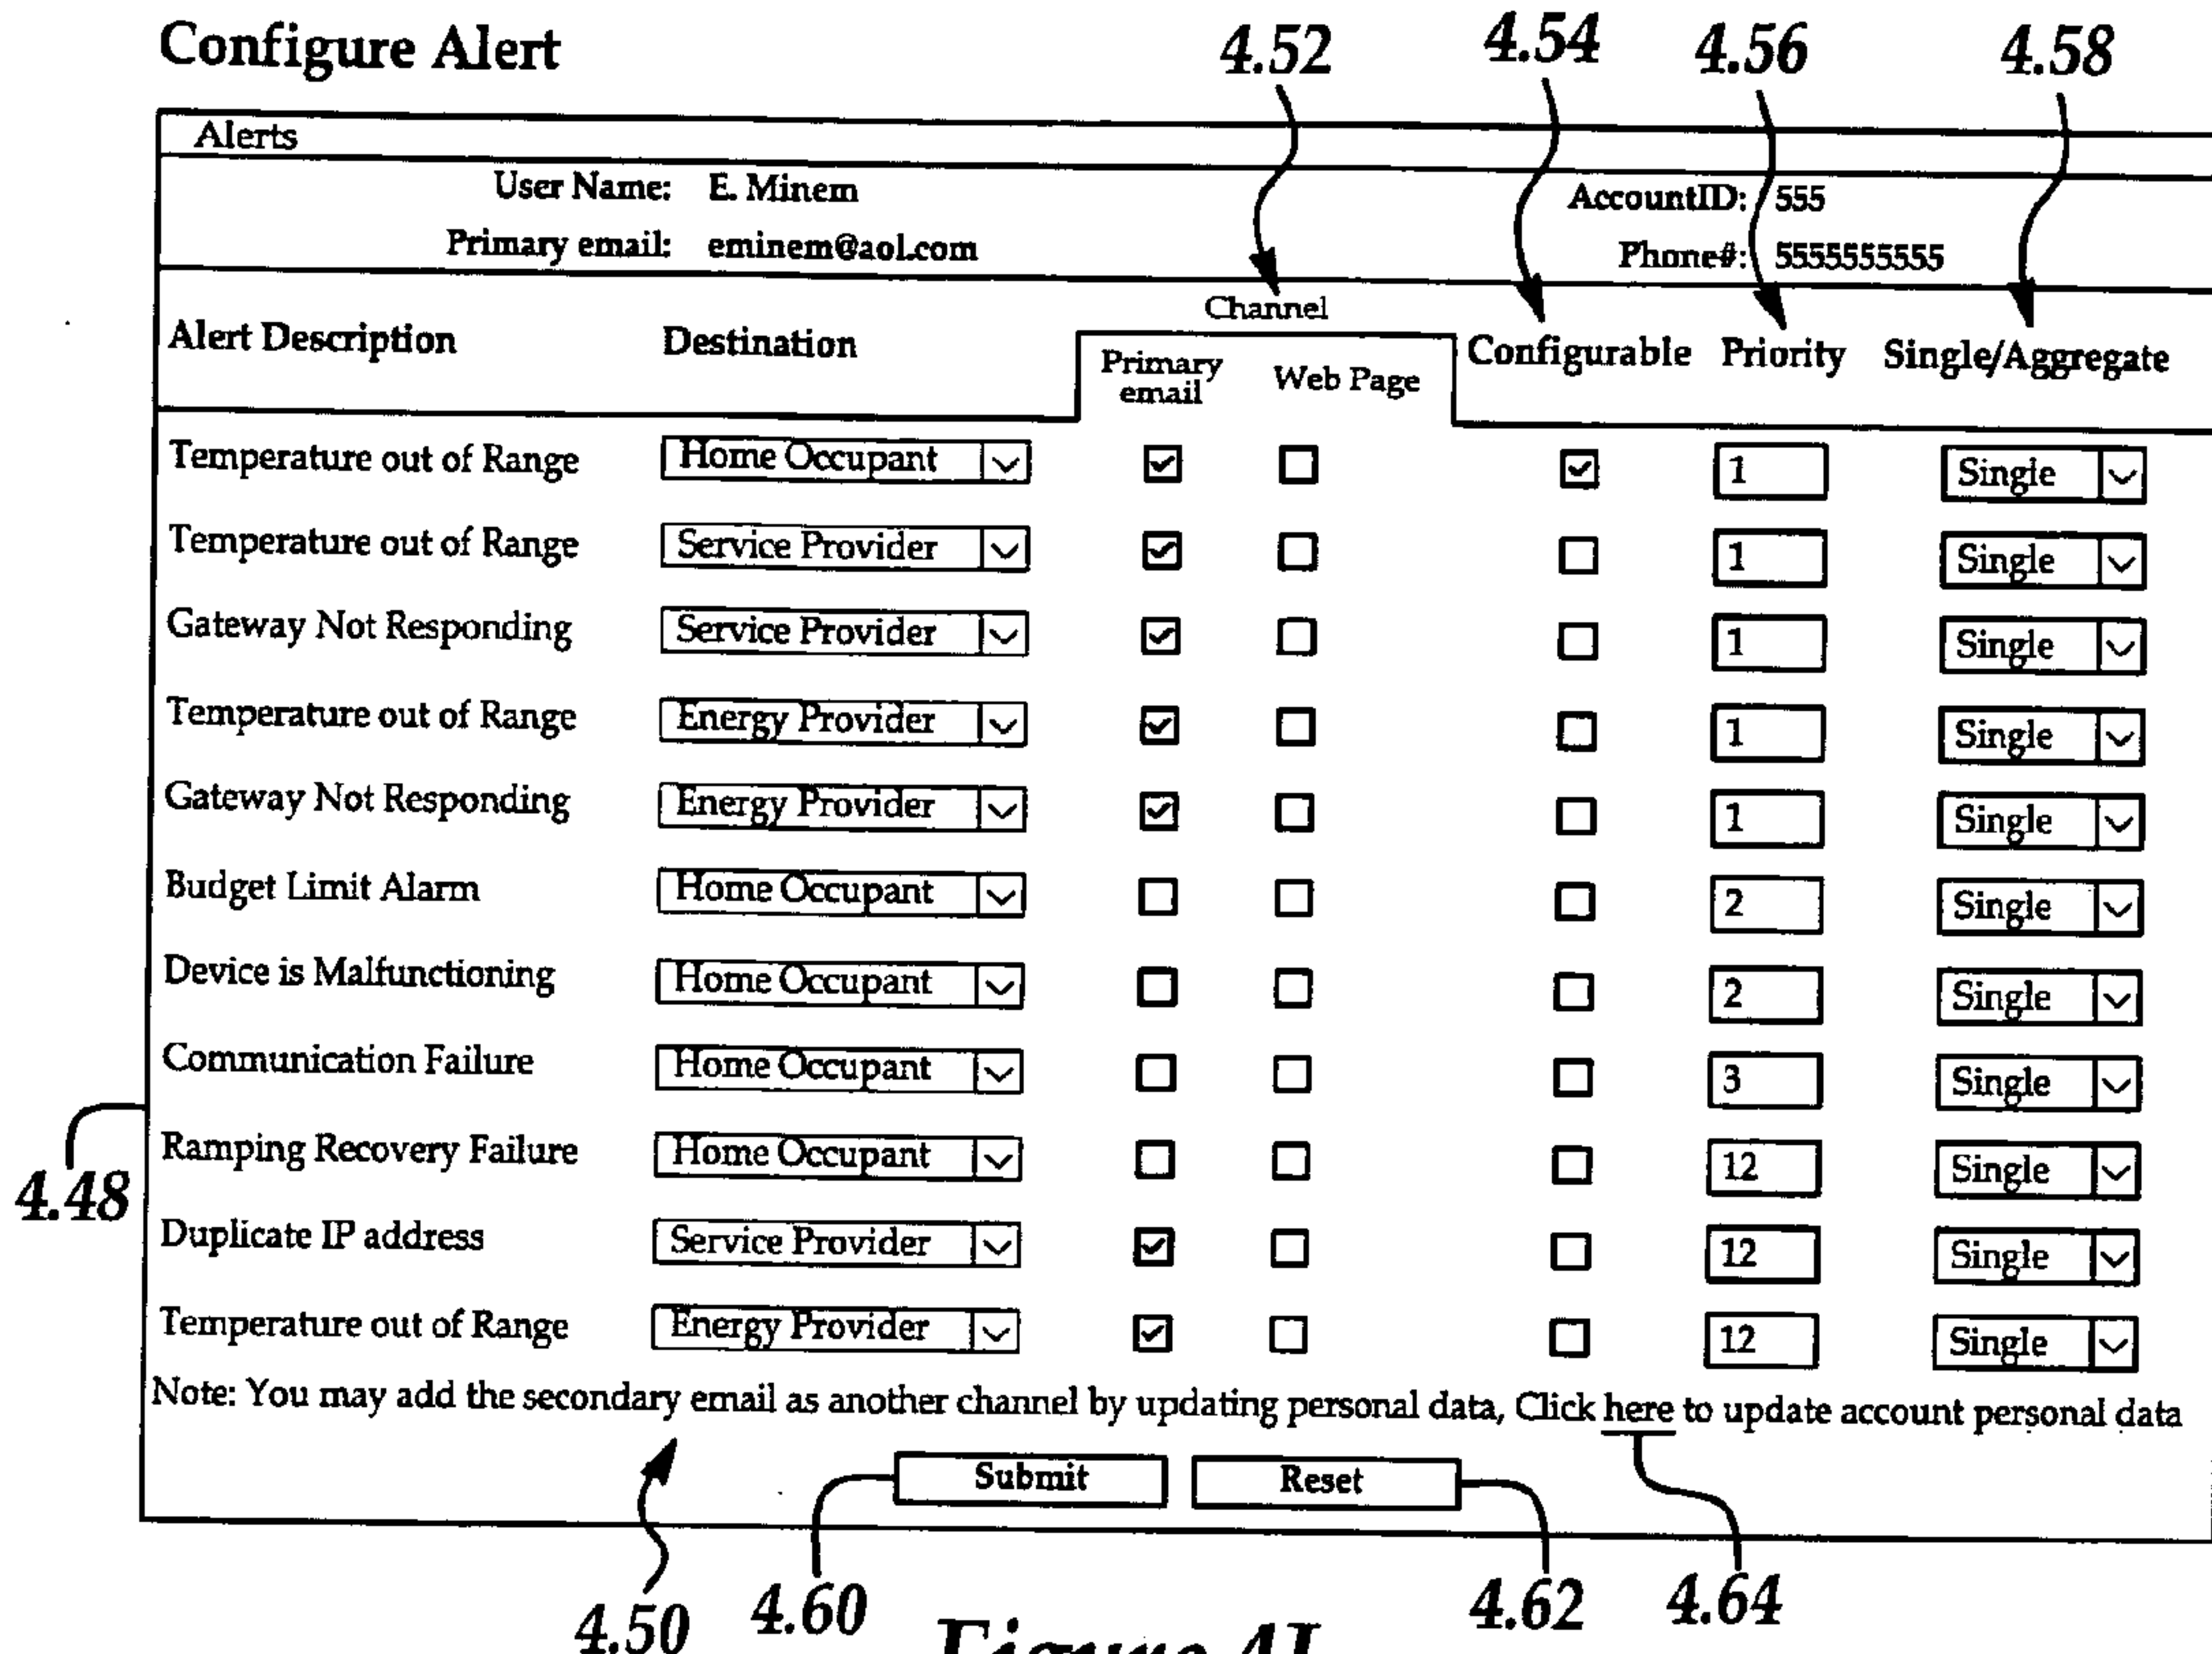 Configure Alert
4.52 4.54 4.56 4.58
Alerts
User Name: E. Minem AccountID: 555
Primary email: eminem@aol.com Phone#: 5555555555
Channel
Alert Description Destination Primary email Web Page Configurable Priority Single/Aggregate
Temperature out of Range Home Occupant 1 Single
Temperature out of Range Service Provider 1 Single
Gateway Not Responding Service Provider 1 Single
Temperature out of Range Energy Provider 1 Single
Gateway Not Responding Energy Provider 1 Single
Budget Limit Alarm Home Occupant 2 Single
Device is Malfunctioning Home Occupant 2 Single
Communication Failure Home Occupant 3 Single
Ramping Recovery Failure Home Occupant 12 Single
4.48
Duplicate IP address Service Provider 12 Single
Temperature out of Range Energy Provider 12 Single
Note: You may add the secondary email as another channel by updating personal data, Click here to update account personal data
Submit Reset
4.50 4.60 4.62 4.64